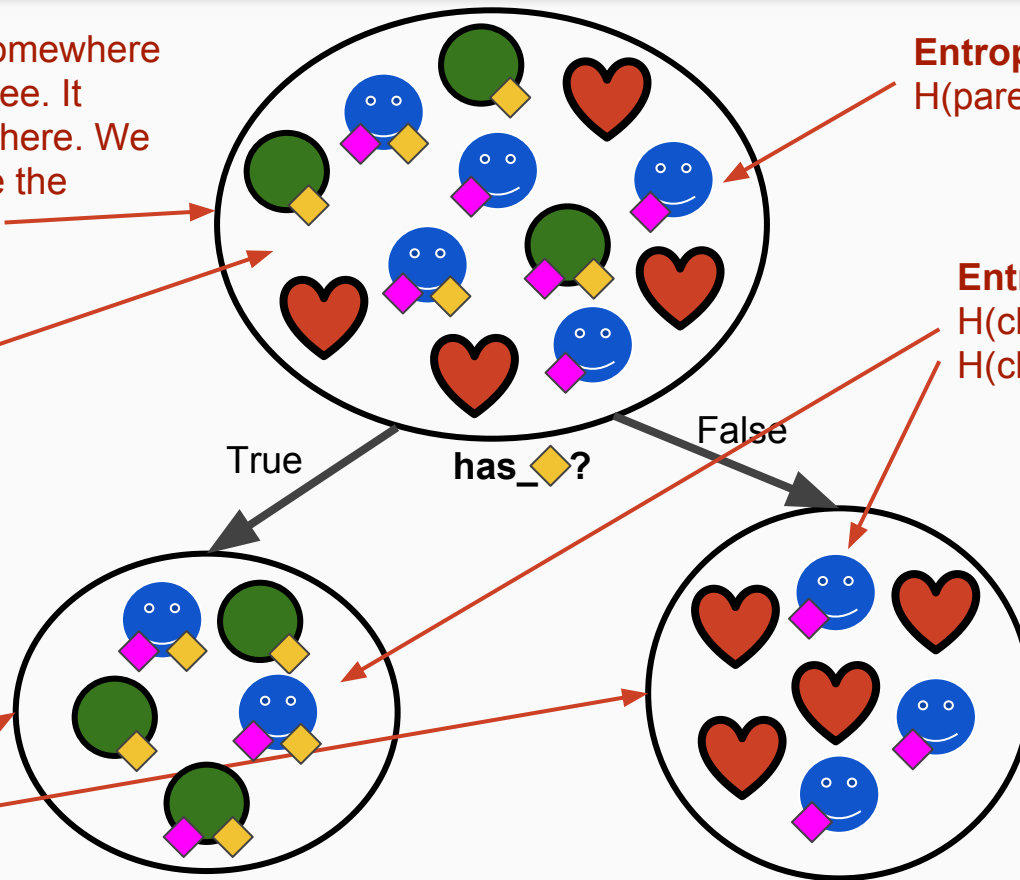 omewhere
ee. It
here. We
e the
Entrop
H(pare
Entr
H(cl
H(cl
True
False
has_?